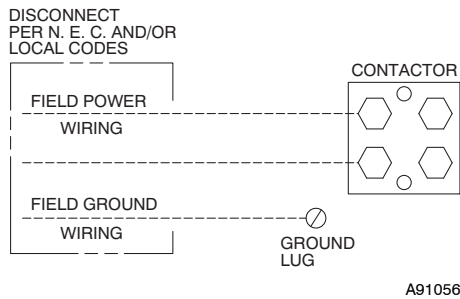 DISCONNECT
PER N. E. C. AND/OR
LOCAL CODES
CONTACTOR
FIELD POWER
WIRING
FIELD GROUND
WIRING
GROUND
LUG
A91056